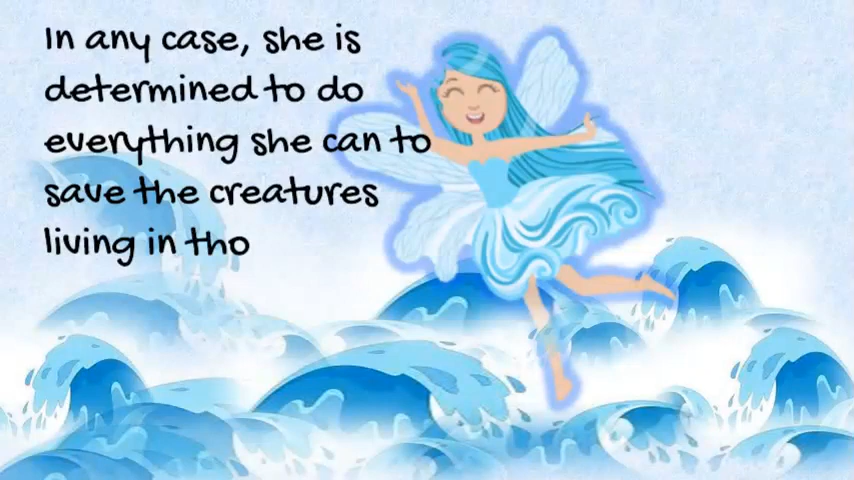 In any case, she is
determined to do
everything she can to
save the creatures
living in tho